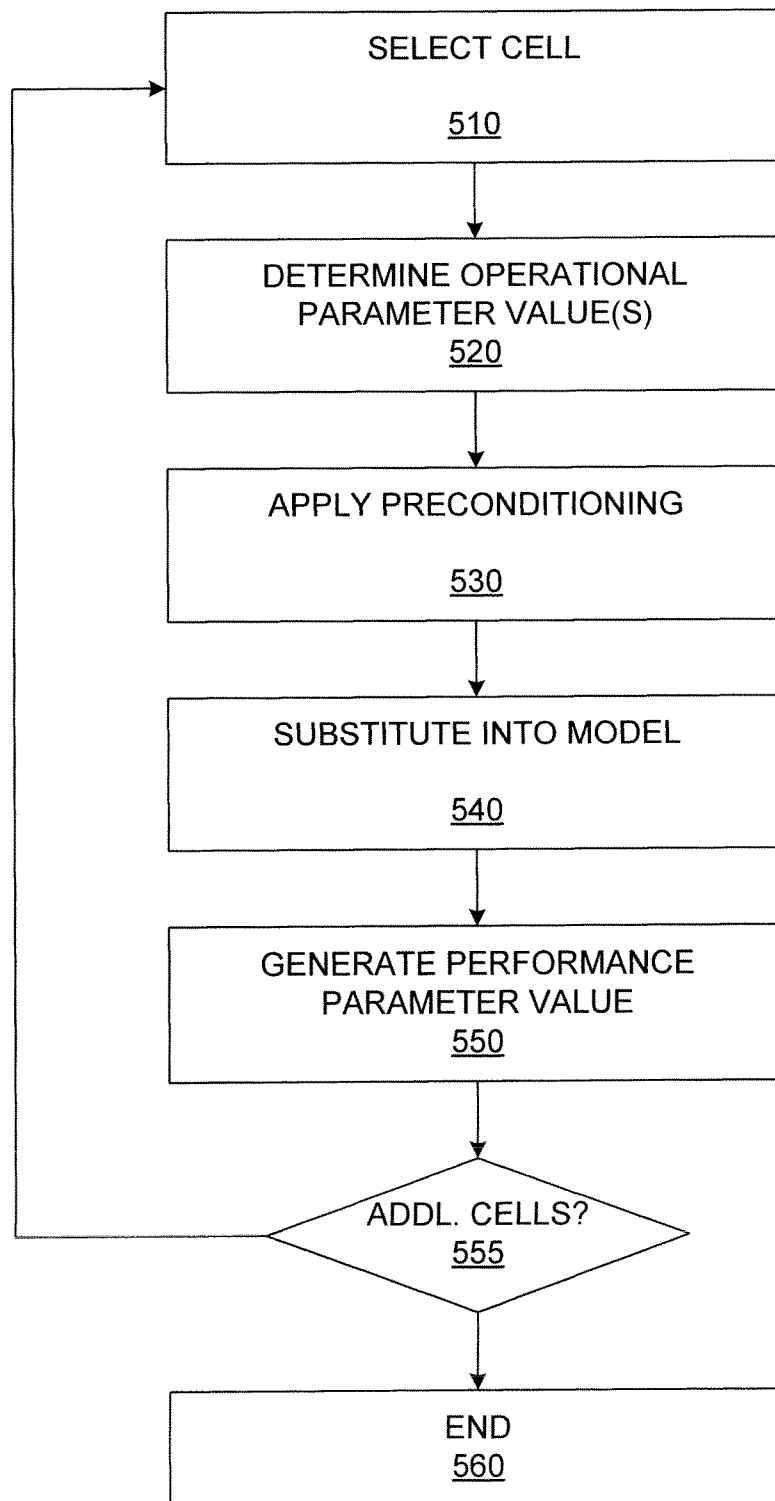 SELECT CELL
510
DETERMINE OPERATIONAL
PARAMETER VALUE(S)
520
APPLY PRECONDITIONING
530
SUBSTITUTE INTO MODEL
540
GENERATE PERFORMANCE
PARAMETER VALUE
550
ADDL. CELLS?
555
END
560